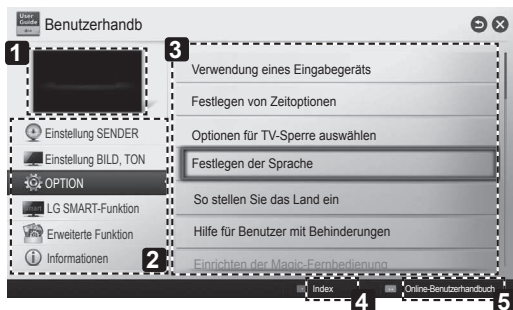 User Guide
Benutzerhandb
1
3
Verwendung eines Eingabegeräts
Festlegen von Zeitoptionen
Optionen für TV-Sperre auswählen
Festlegen der Sprache
So stellen Sie das Land ein
Hilfe für Benutzer mit Behinderungen
Einrichten der Magic-Fernbedienung
Einstellung SENDER
Einstellung BILD, TON
OPTION
LG SMART-Funktion
Erweiterte Funktion
Informationen
2
Index
4
Online-Benutzerhandbuch
5